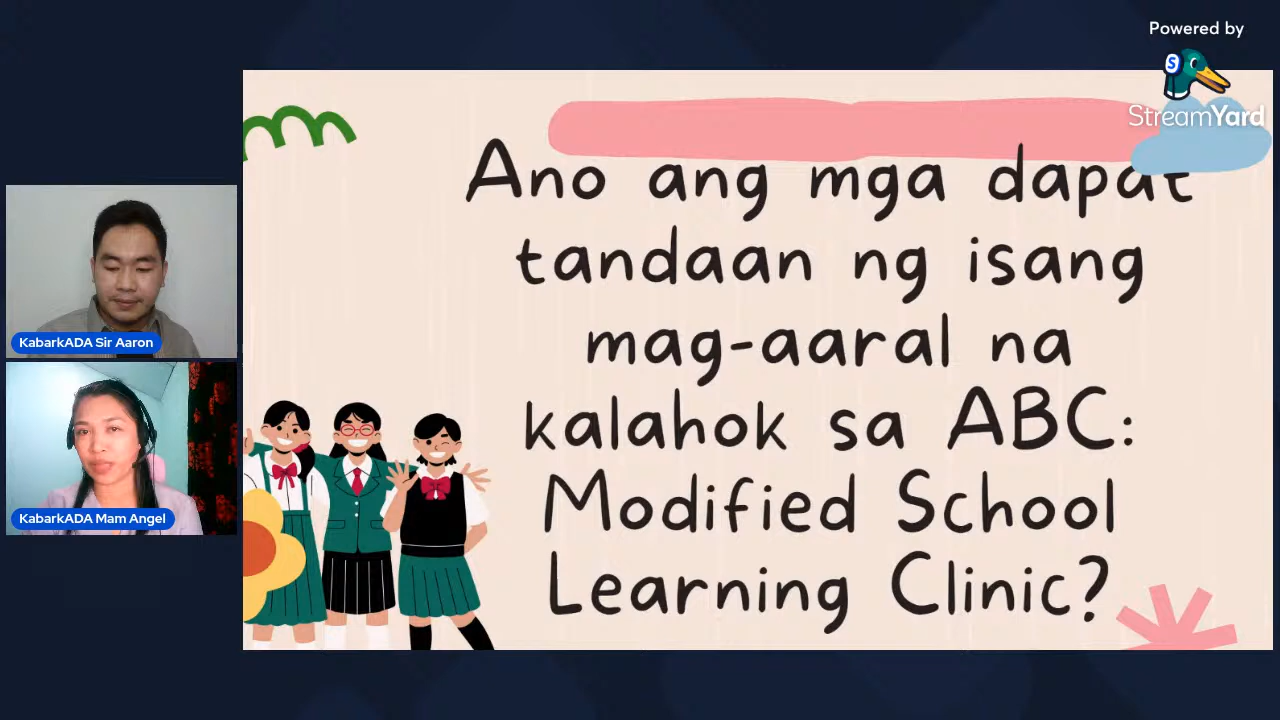 Powered by
S
StreamYard
Ano ang mga dapat
tandaan ng isang
mag-aaral na
kalahok sa ABC:
Modified School
Learning Clinic?
KabarkADA Sir Aaron
KabarkADA Mam Angel